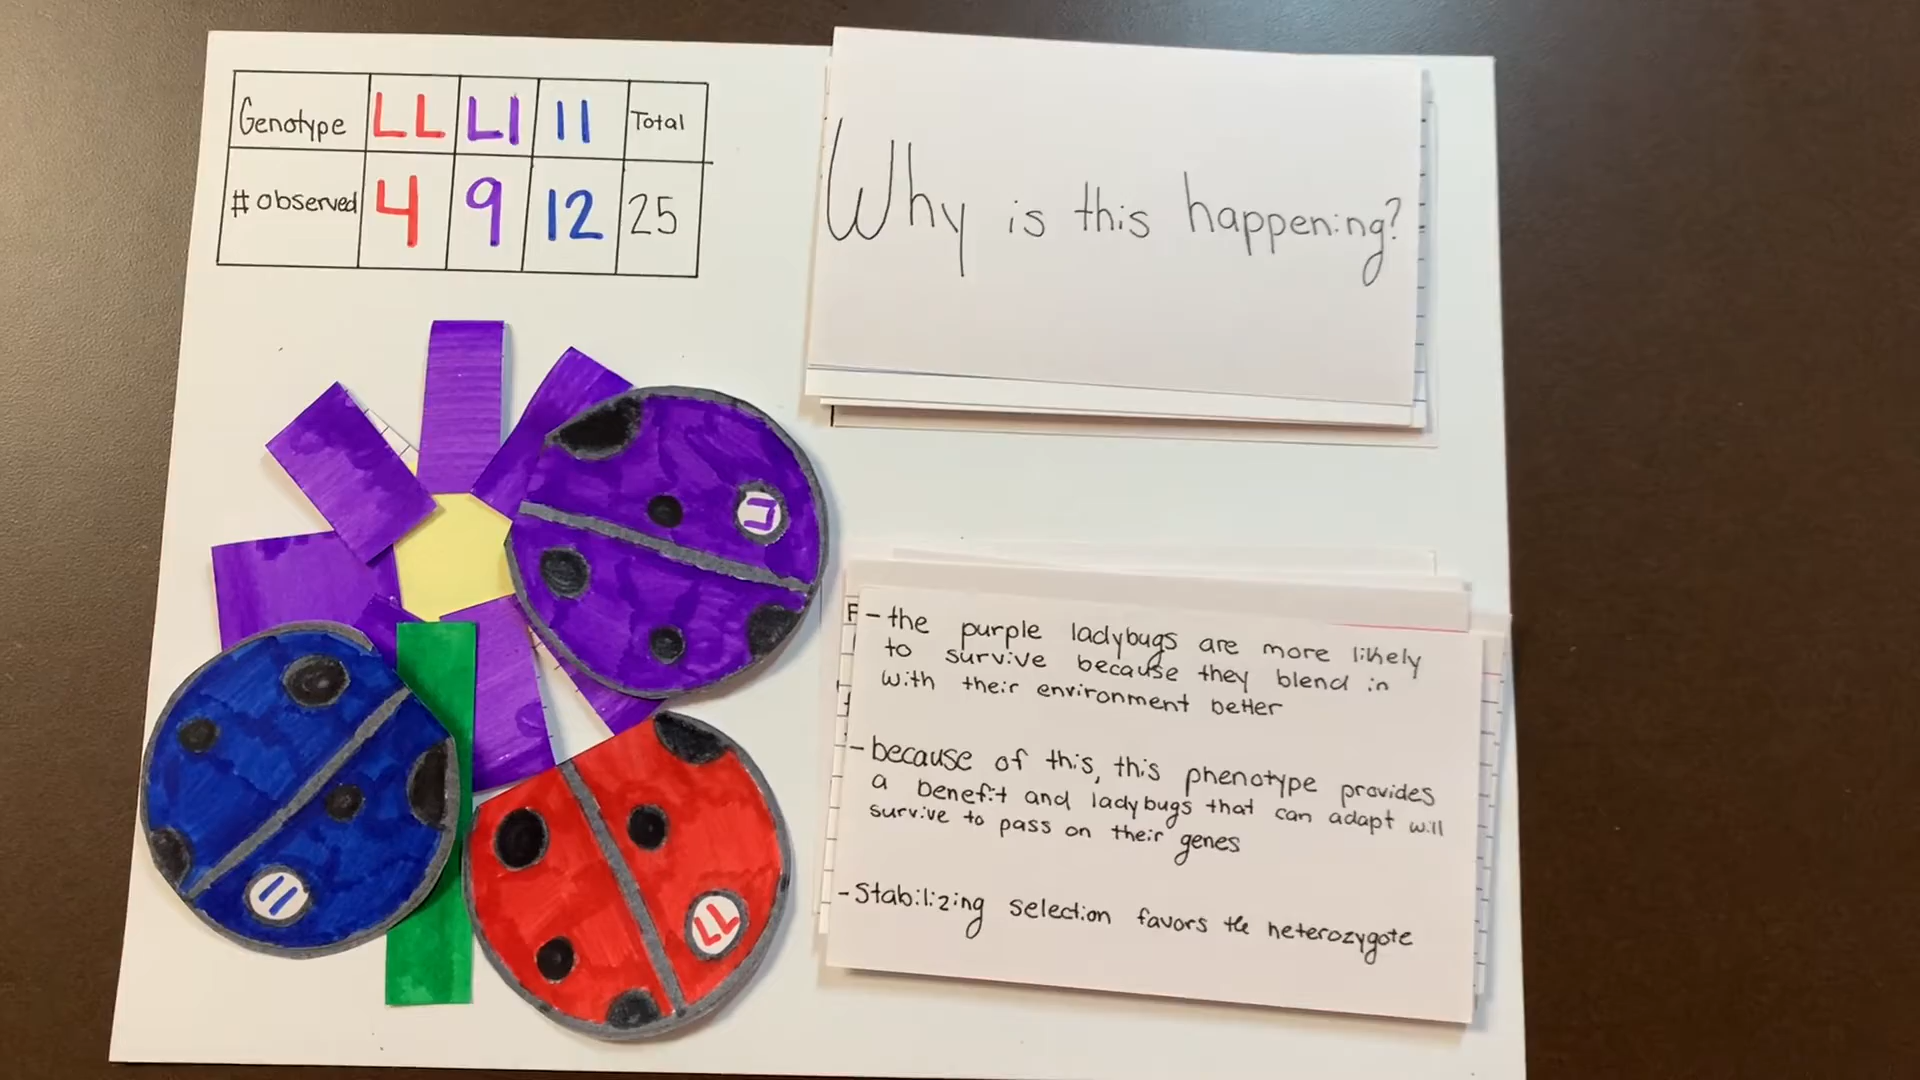 Genotype LL Ll ll Total
# observed 4 9 12 25
Why is this happening?
- the purple ladybugs are more likely
to survive because they blend in
with their environment better
- because of this, this phenotype provides
a benefit and ladybugs that can adapt will
survive to pass on their genes
- Stabilizing selection favors the heterozygote
Ll
ll
LL
F